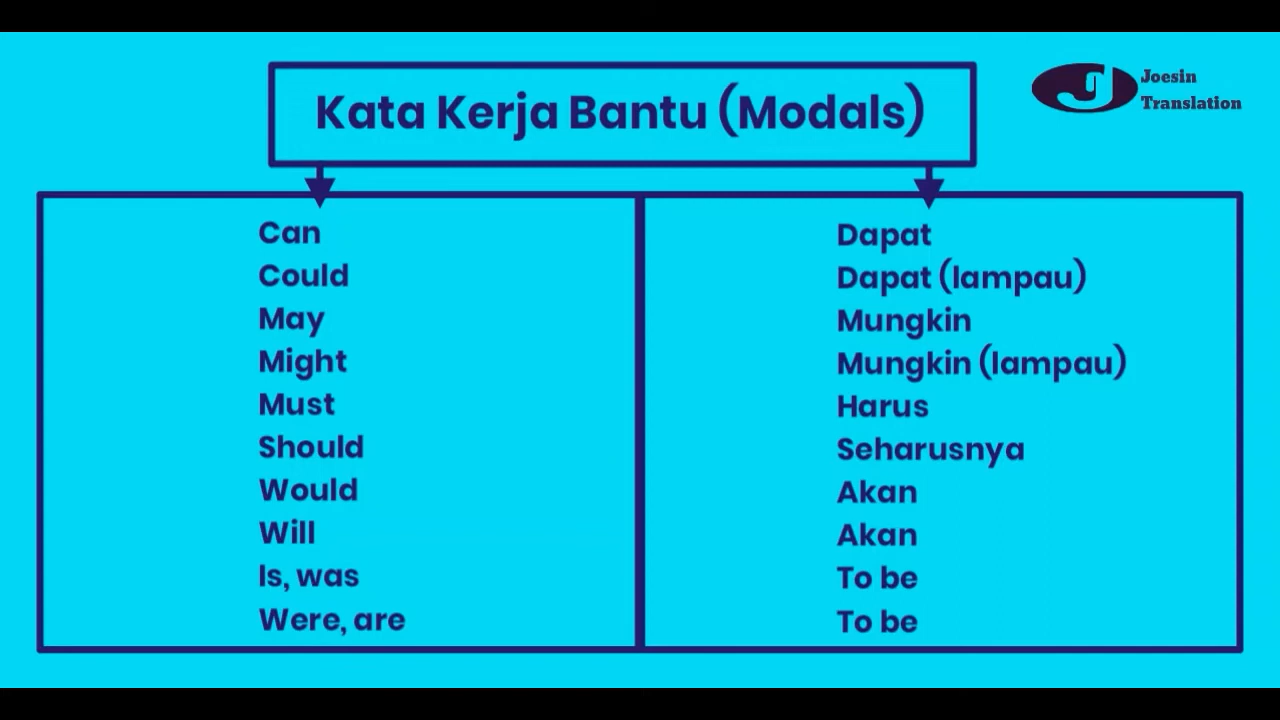 Kata Kerja Bantu (Modals)
Joesin
Translation
Can
Could
May
Might
Must
Should
Would
Will
Is, was
Were, are
Dapat
Dapat (lampau)
Mungkin
Mungkin (lampau)
Harus
Seharusnya
Akan
Akan
To be
To be